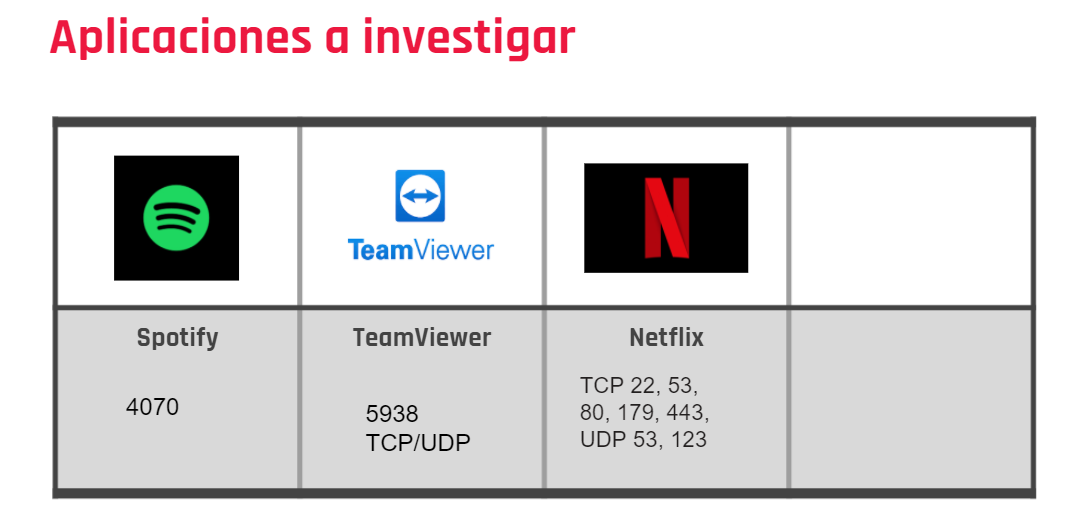 Aplicaciones a investigar
TeamViewer
Spotify
TeamViewer
Netflix
4070
5938
TCP/UDP
TCP 22, 53,
80, 179, 443,
UDP 53, 123